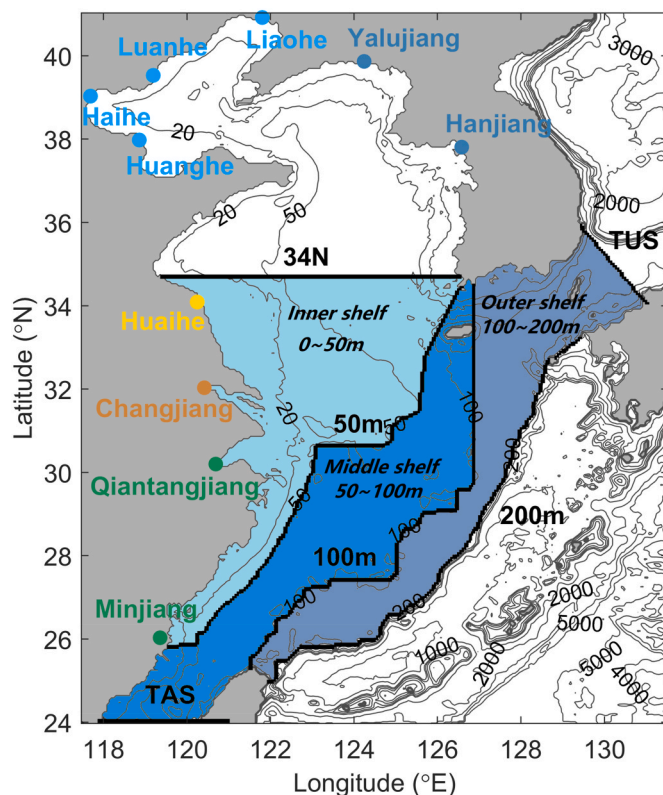 40
38
36
34
32
30
28
26
24
Latitude (°N)
Luanhe
Liaohe
Yalujiang
3000
Haihe
20
Hanjiang
Huanghe
20
50
2000
34N
TUS
Inner shelf
0~50m
Outer shelf
100~200m
Huaihe
Changjiang
20
50m
50
100
Middle shelf
50~100m
Qiantangjiang
50
200
200m
100m
100
100
Minjiang
200
2000
5000
1000
2000
5000
4000
TAS
118
120
122
124
126
128
130
Longitude (°E)